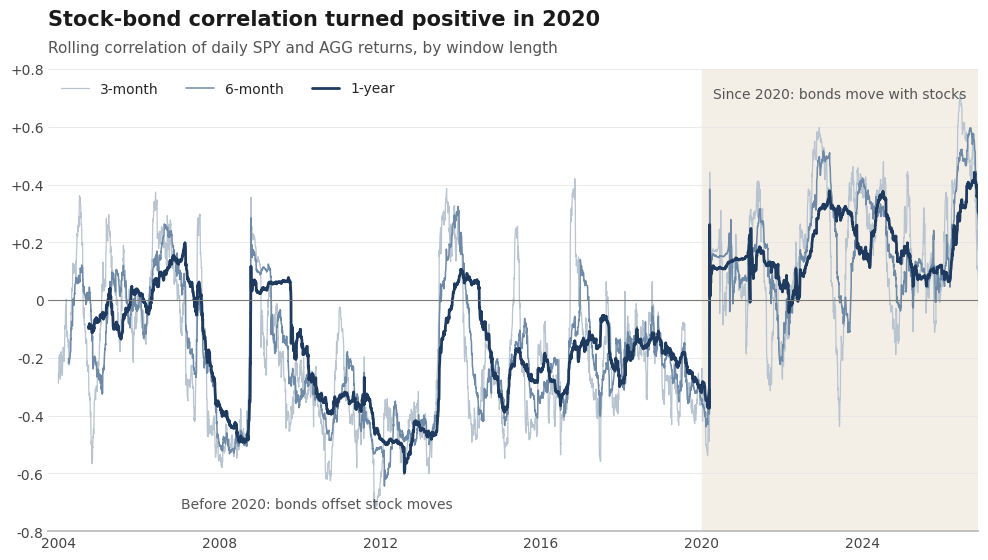 Stock-bond correlation turned positive in 2020
Rolling correlation of daily SPY and AGG returns, by window length
+0.8
3-month 6-month 1-year
Since 2020: bonds move with stocks
+0.6
+0.4
+0.2
0
-0.2
-0.4
-0.6
Before 2020: bonds offset stock moves
-0.8
2004 2008 2012 2016 2020 2024